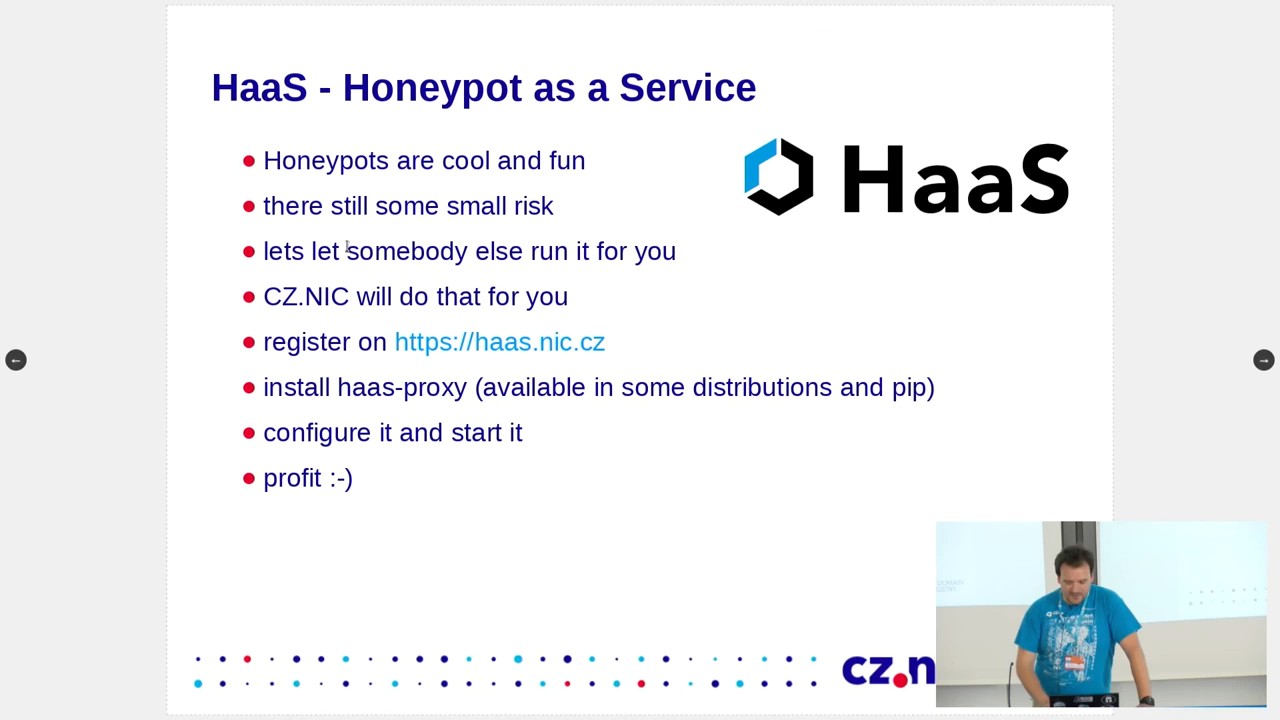 HaaS - Honeypot as a Service
Honeypots are cool and fun
HaaS
there still some small risk
lets let somebody else run it for you
CZ.NIC will do that for you
register on https://haas.nic.cz
install haas-proxy (available in some distributions and pip)
configure it and start it
profit :-)
cz.n